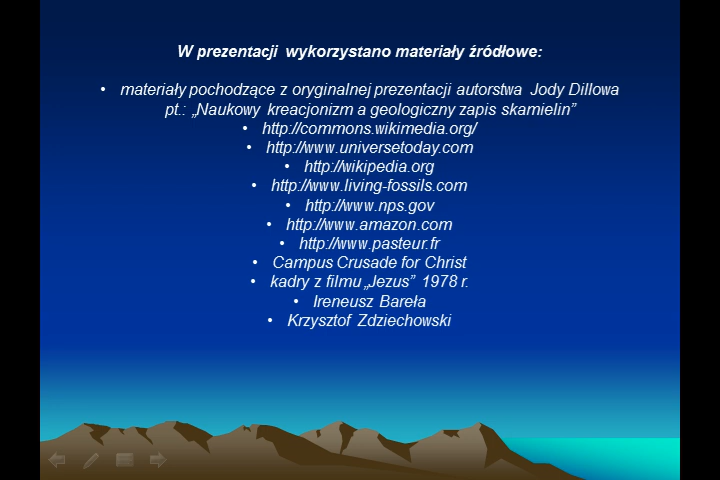 W prezentacji wykorzystano materiały źródłowe:
• materiały pochodzące z oryginalnej prezentacji autorstwa Jody Dillowa
pt.: „Naukowy kreacjonizm a geologiczny zapis skamielin”
• http://commons.wikimedia.org/
• http://www.universetoday.com
• http://wikipedia.org
• http://www.living-fossils.com
• http://www.nps.gov
• http://www.amazon.com
• http://www.pasteur.fr
• Campus Crusade for Christ
• kadry z filmu „Jezus” 1978 r.
• Ireneusz Bareła
• Krzysztof Zdziechowski